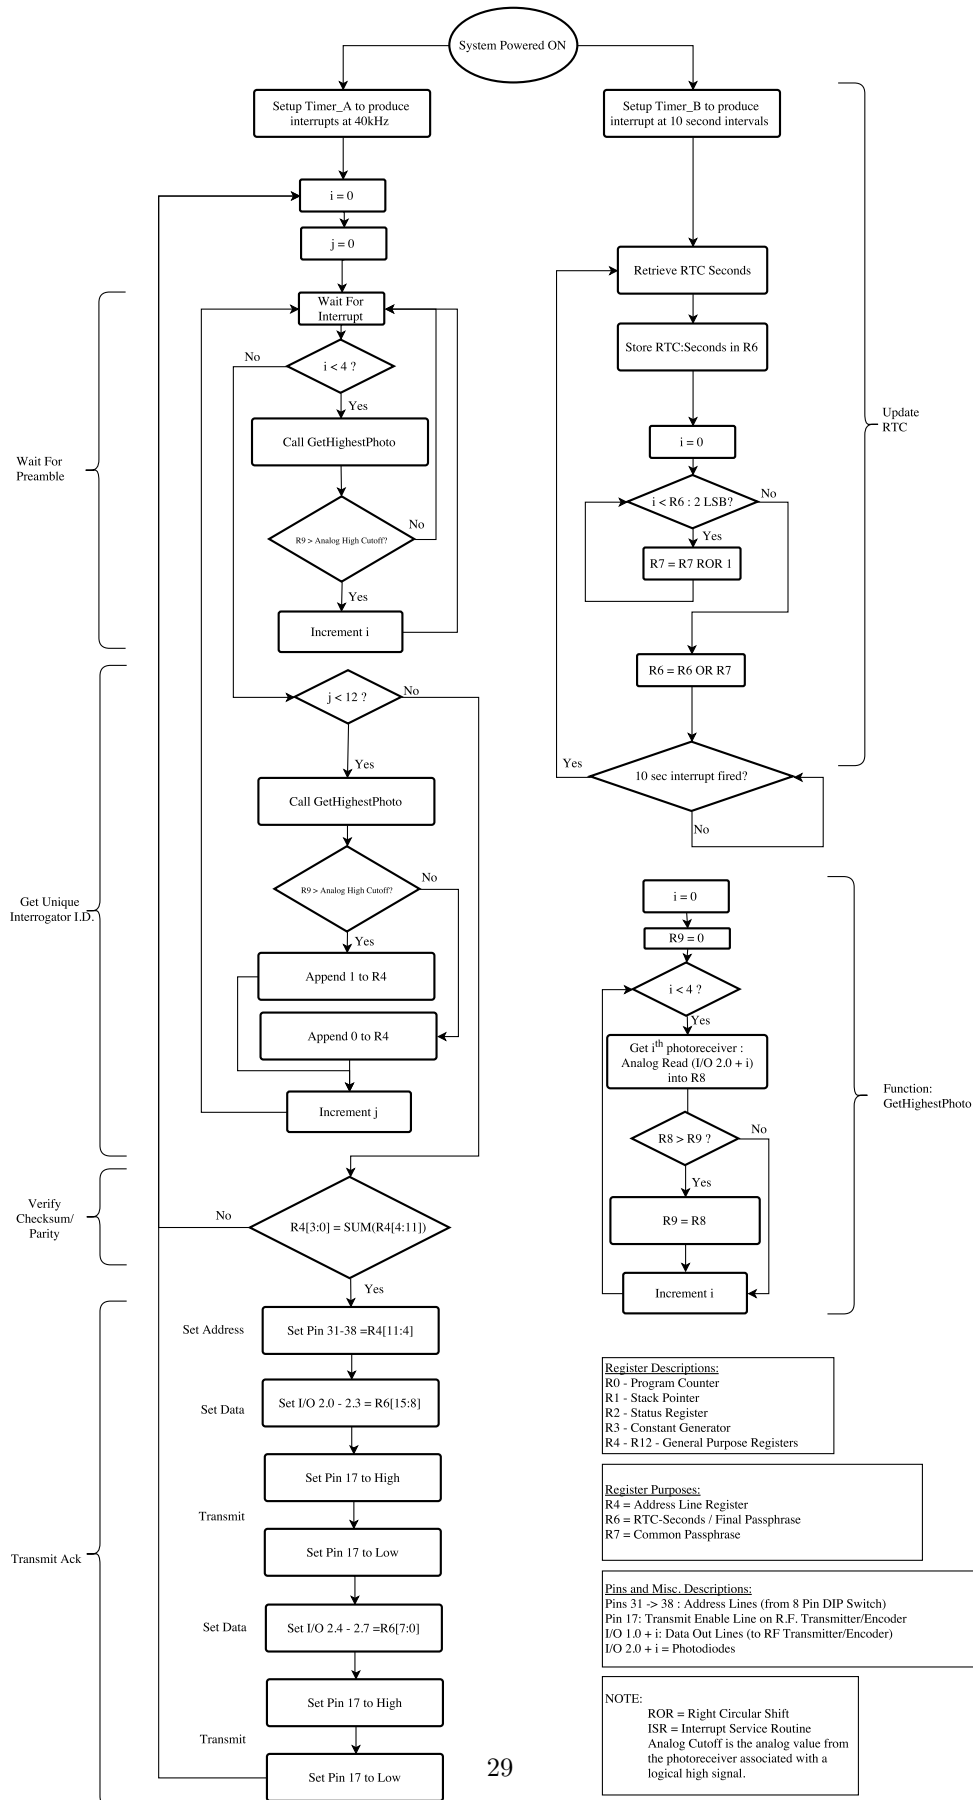 System Powered ON
Setup Timer_A to produce
interrupts at 40kHz
i = 0
j = 0
Wait For
Preamble
Wait For
Interrupt
i < 4 ?
No
Yes
Call GetHighestPhoto
R9 > Analog High Cutoff?
No
Yes
Increment i
Get Unique
Interrogator I.D.
j < 12 ?
No
Yes
Call GetHighestPhoto
R9 > Analog High Cutoff?
No
Yes
Append 1 to R4
Append 0 to R4
Increment j
Verify
Checksum/
Parity
R4[3:0] = SUM(R4[4:11])
No
Yes
Transmit Ack
Set Address
Set Pin 31-38 =R4[11:4]
Set Data
Set I/O 2.0 - 2.3 = R6[15:8]
Set Pin 17 to High
Transmit
Set Pin 17 to Low
Set Data
Set I/O 2.4 - 2.7 =R6[7:0]
Set Pin 17 to High
Transmit
Set Pin 17 to Low
Setup Timer_B to produce
interrupt at 10 second intervals
Retrieve RTC Seconds
Store RTC:Seconds in R6
Update
RTC
i = 0
i < R6 : 2 LSB?
No
Yes
R7 = R7 ROR 1
R6 = R6 OR R7
10 sec interrupt fired?
Yes
No
i = 0
R9 = 0
i < 4 ?
Yes
Get ith photoreceiver :
Analog Read (I/O 2.0 + i)
into R8
Function:
GetHighestPhoto
R8 > R9 ?
No
Yes
R9 = R8
Increment i
Register Descriptions:
R0 - Program Counter
R1 - Stack Pointer
R2 - Status Register
R3 - Constant Generator
R4 - R12 - General Purpose Registers
Register Purposes:
R4 = Address Line Register
R6 = RTC-Seconds / Final Passphrase
R7 = Common Passphrase
Pins and Misc. Descriptions:
Pins 31 -> 38 : Address Lines (from 8 Pin DIP Switch)
Pin 17: Transmit Enable Line on R.F. Transmitter/Encoder
I/O 1.0 + i: Data Out Lines (to RF Transmitter/Encoder)
I/O 2.0 + i = Photodiodes
NOTE:
ROR = Right Circular Shift
ISR = Interrupt Service Routine
Analog Cutoff is the analog value from
the photoreceiver associated with a
logical high signal.
29